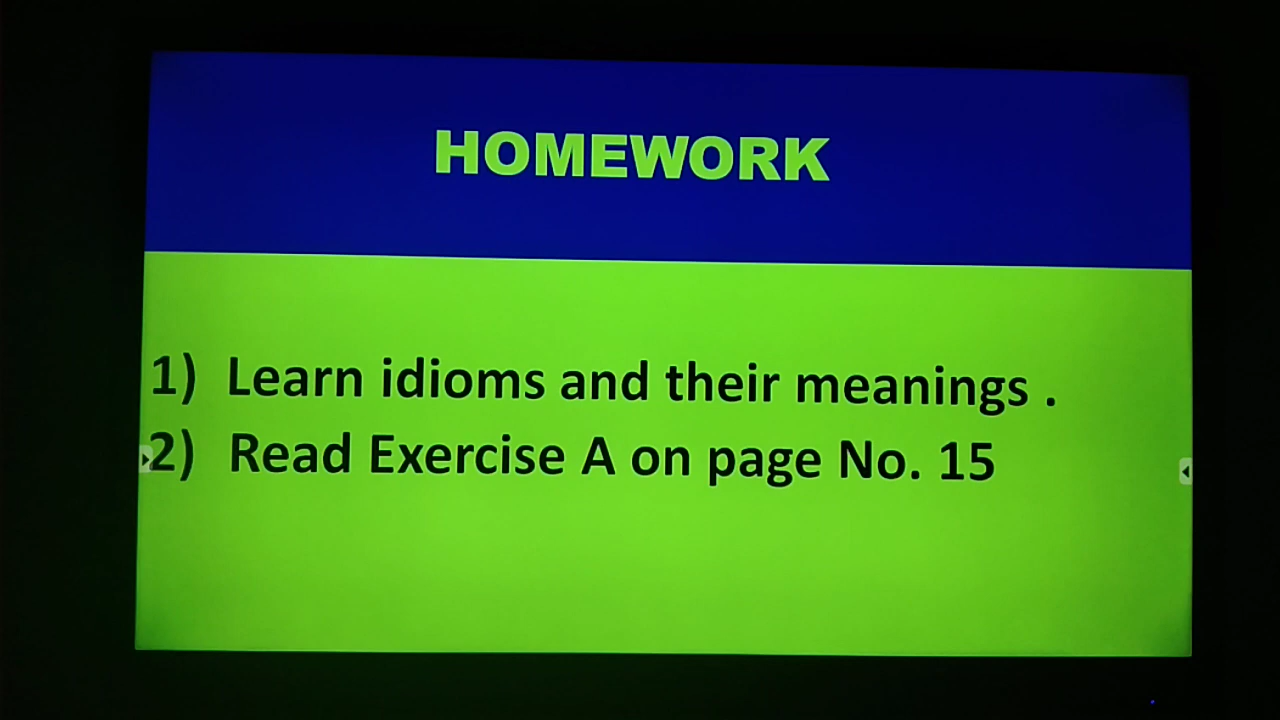 HOMEWORK
1) Learn idioms and their meanings .
2) Read Exercise A on page No. 15